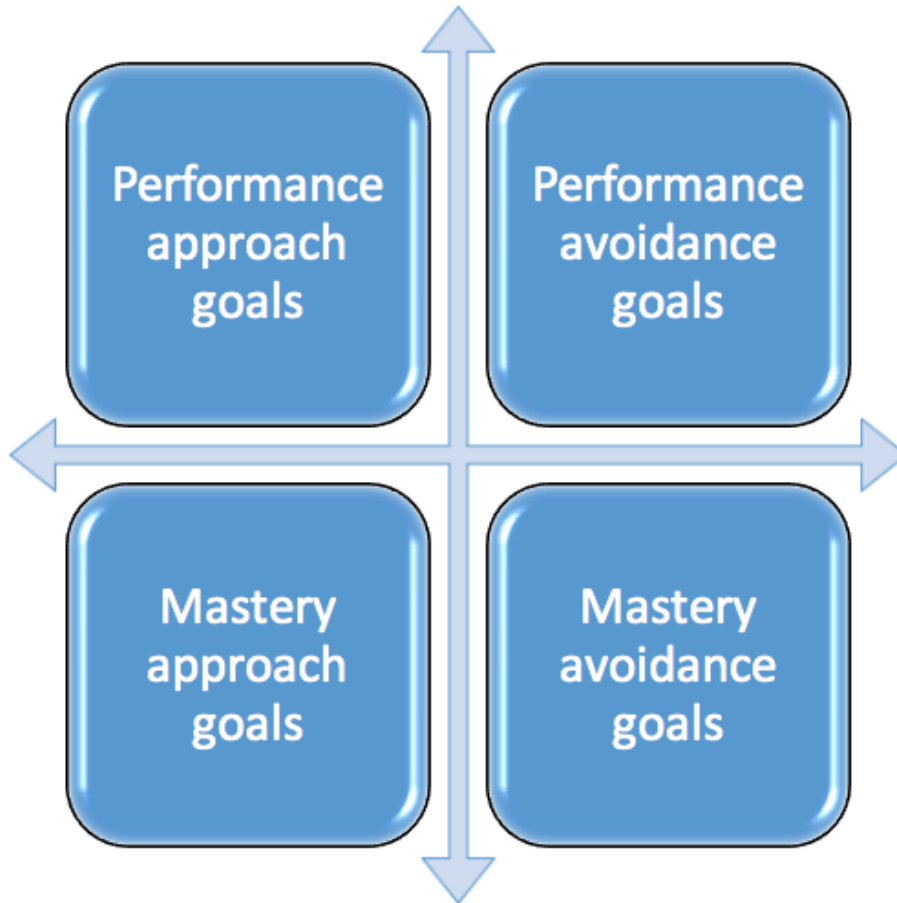 Performance
approach
goals
Performance
avoidance
goals
Mastery
approach
goals
Mastery
avoidance
goals